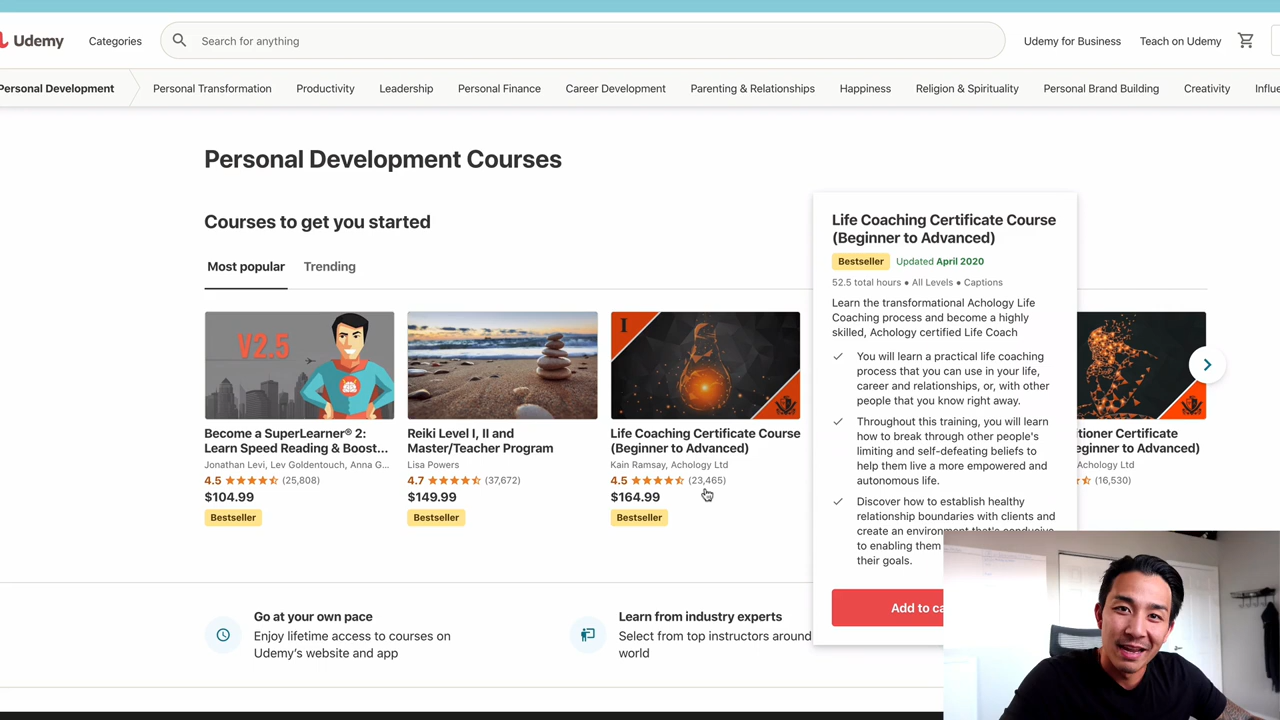 Udemy
Categories
Search for anything
Udemy for Business
Teach on Udemy
Personal Development
Personal Transformation
Productivity
Leadership
Personal Finance
Career Development
Parenting & Relationships
Happiness
Religion & Spirituality
Personal Brand Building
Creativity
Influe
Personal Development Courses
Courses to get you started
Most popular
Trending
V2.5
Become a SuperLearner® 2:
Learn Speed Reading & Boost...
Jonathan Levi, Lev Goldentouch, Anna G...
4.5 (25,808)
$104.99
Bestseller
Reiki Level I, II and
Master/Teacher Program
Lisa Powers
4.7 (37,672)
$149.99
Bestseller
I
Life Coaching Certificate Course
(Beginner to Advanced)
Kain Ramsay, Achology Ltd
4.5 (23,465)
$164.99
Bestseller
Life Coaching Certificate Course
(Beginner to Advanced)
Bestseller Updated April 2020
52.5 total hours • All Levels • Captions
Learn the transformational Achology Life
Coaching process and become a highly
skilled, Achology certified Life Coach
You will learn a practical life coaching
process that you can use in your life,
career and relationships, or, with other
people that you know right away.
Throughout this training, you will learn
how to break through other people's
limiting and self-defeating beliefs to
help them live a more empowered and
autonomous life.
Discover how to establish healthy
relationship boundaries with clients and
create an environment that's conducive
to enabling them
their goals.
Add to ca
tioner Certificate
eginner to Advanced)
Achology Ltd
(16,530)
Go at your own pace
Enjoy lifetime access to courses on
Udemy's website and app
Learn from industry experts
Select from top instructors around
world